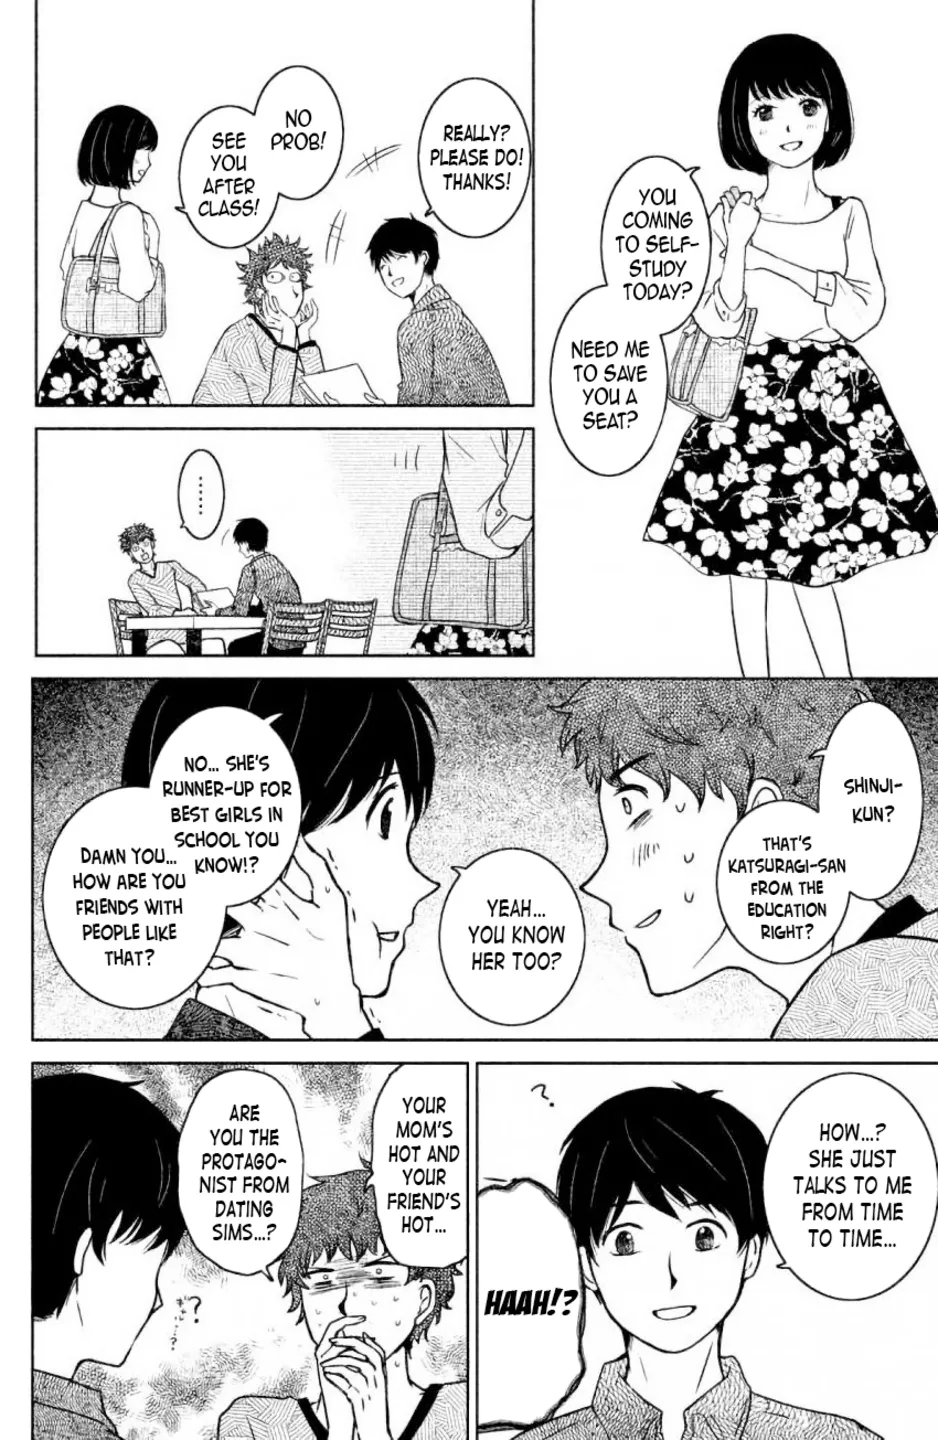 YOU
COMING
TO SELF-
STUDY
TODAY?
NEED ME
TO SAVE
YOU A
SEAT?
REALLY?
PLEASE DO!
THANKS!
NO
PROB!
SEE
YOU
AFTER
CLASS!
......
SHINJI-
KUN?
THAT'S
KATSURAGI-SAN
FROM THE
EDUCATION
RIGHT?
YEAH...
YOU KNOW
HER TOO?
NO... SHE'S
RUNNER-UP FOR
BEST GIRLS IN
SCHOOL YOU
KNOW!?
DAMN YOU...
HOW ARE YOU
FRIENDS WITH
PEOPLE LIKE
THAT?
HOW...?
SHE JUST
TALKS TO ME
FROM TIME
TO TIME...
?
HAAH!?
YOUR
MOM'S
HOT AND
YOUR
FRIEND'S
HOT...
ARE
YOU THE
PROTAGO-
NIST FROM
DATING
SIMS...?
?